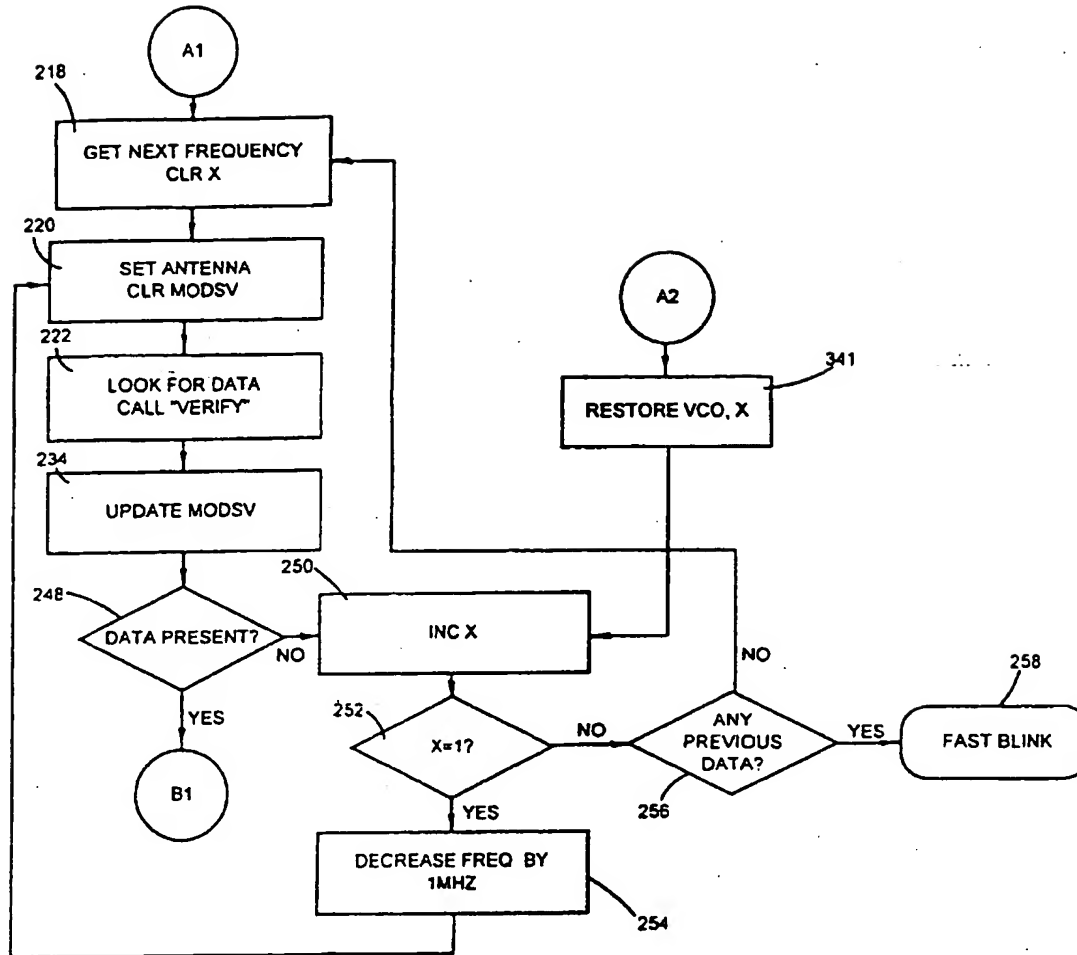 A1
218
GET NEXT FREQUENCY
CLR X
220
SET ANTENNA
CLR MODSV
A2
222
LOOK FOR DATA
CALL "VERIFY"
341
RESTORE VCO, X
234
UPDATE MODSV
250
248
DATA PRESENT?
NO
INC X
NO
258
252
YES
X=1?
NO
ANY
PREVIOUS
DATA?
YES
FAST BLINK
B1
256
YES
DECREASE FREQ BY
1MHZ
254